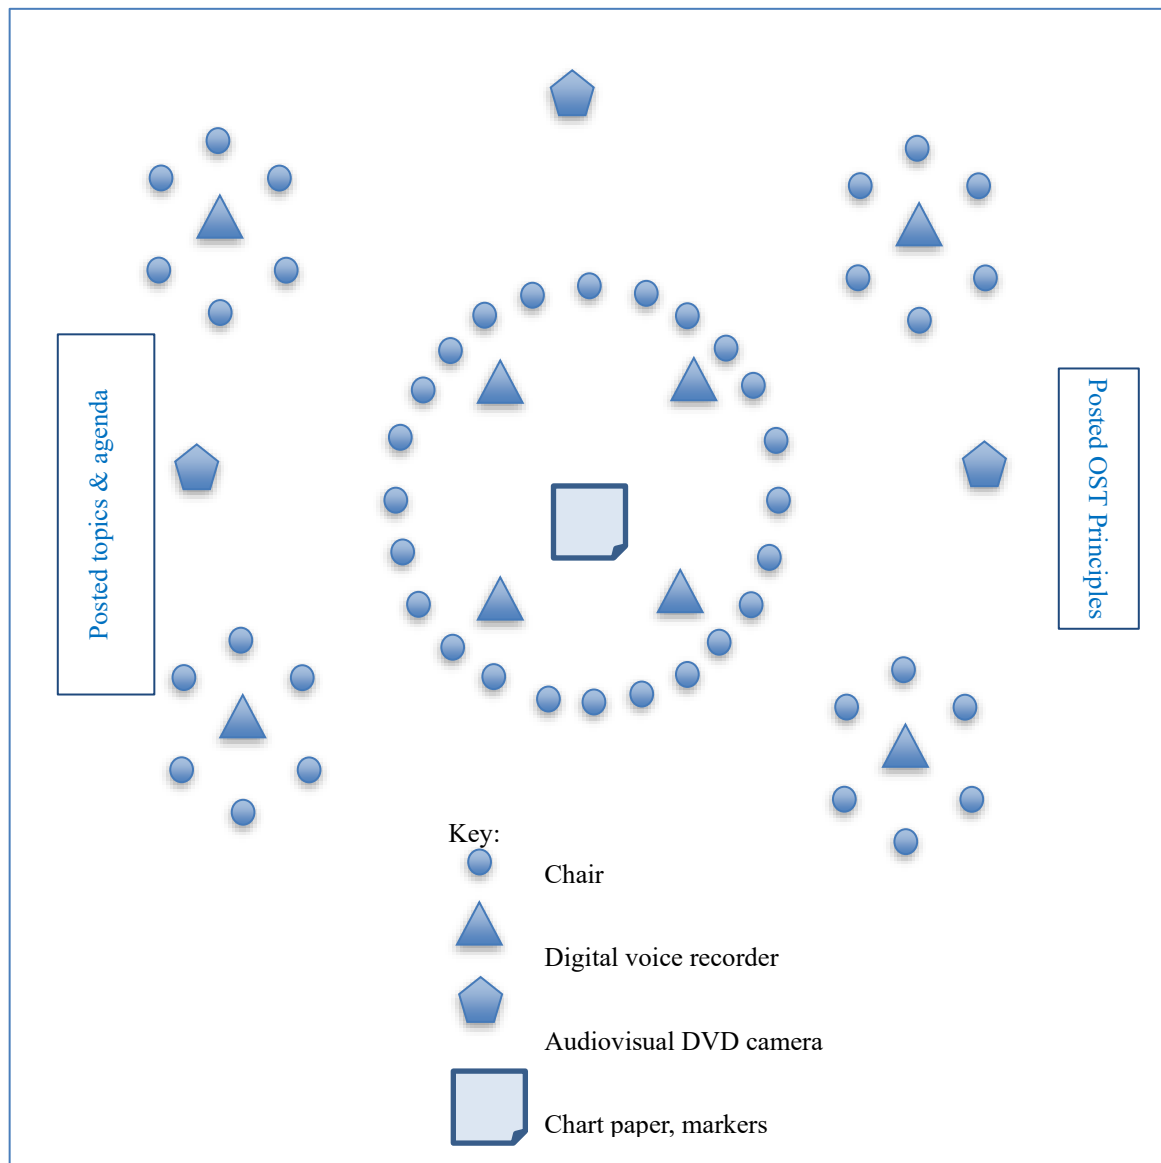 Posted topics & agenda
Posted OST Principles
Key:
Chair
Digital voice recorder
Audiovisual DVD camera
Chart paper, markers